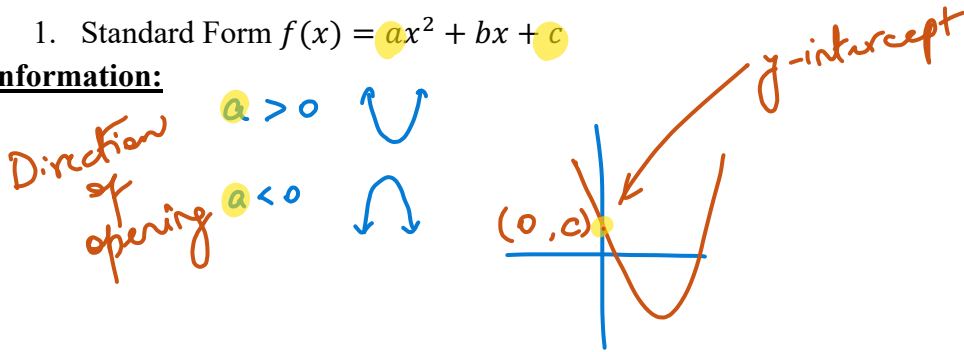 1. Standard Form f(x) = ax² + bx + c
nformation:
a > 0
Direction of opening
a < 0
y-intercept
(0, c)